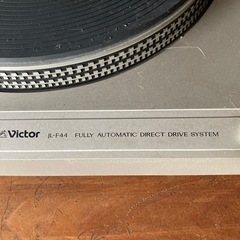 Victor JL-F44 FULLY AUTOMATIC DIRECT DRIVE SYSTEM